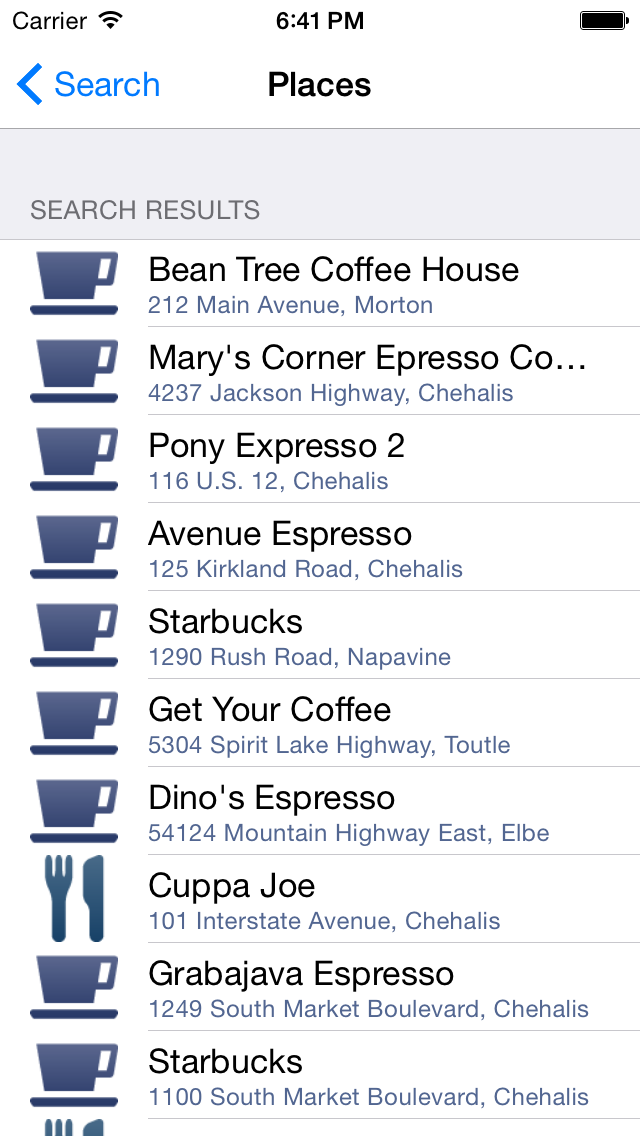 Carrier 6:41 PM
Search Places
SEARCH RESULTS
Bean Tree Coffee House
212 Main Avenue, Morton
Mary's Corner Epresso Co…
4237 Jackson Highway, Chehalis
Pony Expresso 2
116 U.S. 12, Chehalis
Avenue Espresso
125 Kirkland Road, Chehalis
Starbucks
1290 Rush Road, Napavine
Get Your Coffee
5304 Spirit Lake Highway, Toutle
Dino's Espresso
54124 Mountain Highway East, Elbe
Cuppa Joe
101 Interstate Avenue, Chehalis
Grabajava Espresso
1249 South Market Boulevard, Chehalis
Starbucks
1100 South Market Boulevard, Chehalis